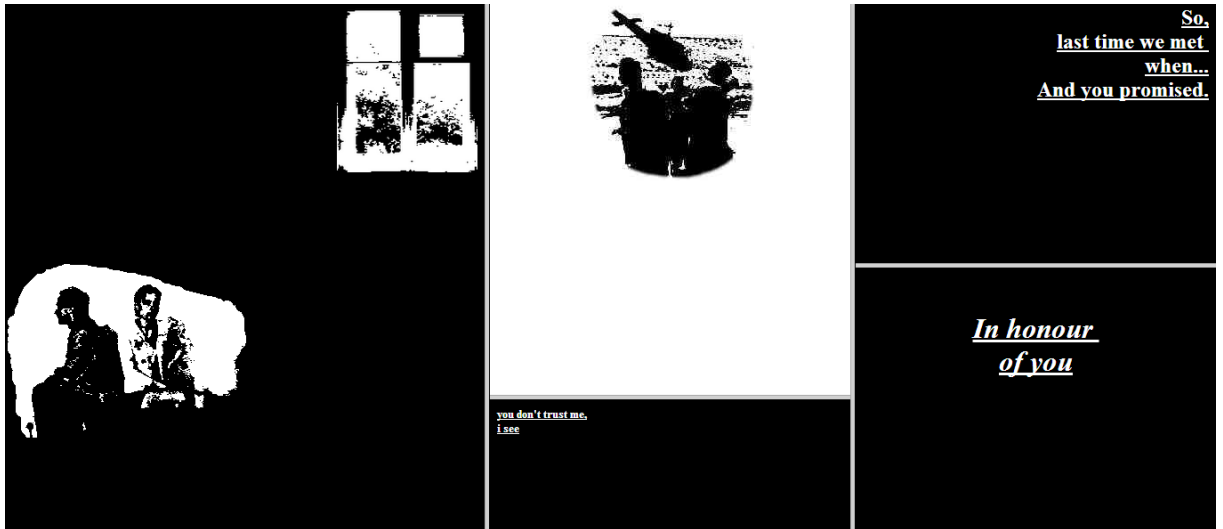 So,
last time we met
when...
And you promised.
you don't trust me,
i see
In honour
of you